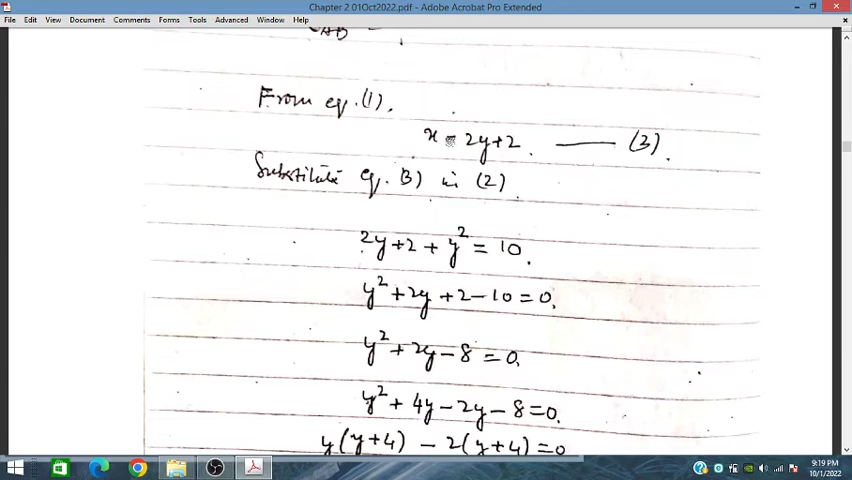 Chapter 2 01Oct2022.pdf - Adobe Acrobat Pro Extended
File Edit View Document Comments Forms Tools Advanced Window Help
From eq.(1).
x = 2y+2. —— (3).
Substitute eq. (3) in (2).
2y+2+y² = 10.
y²+2y+2-10=0.
y²+2y-8=0.
y²+4y-2y-8=0.
y(y+4) - 2(y+4)=0
9:19 PM
10/1/2022